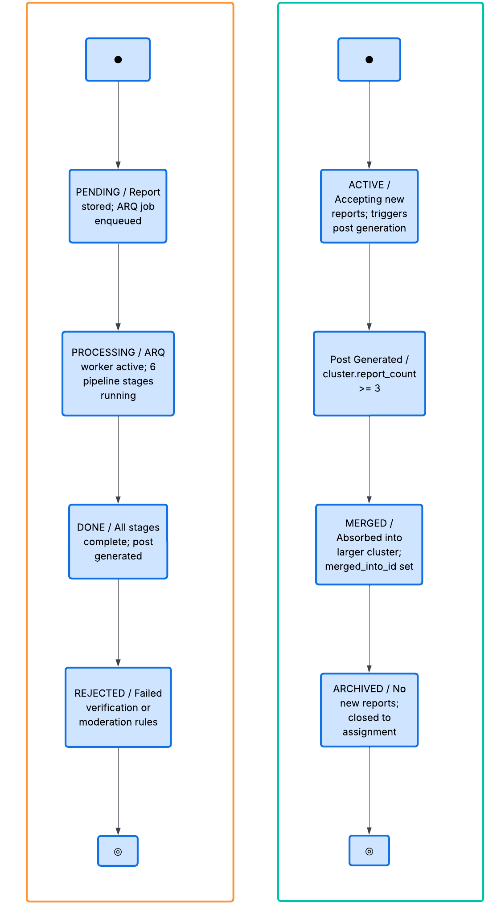 PENDING / Report
stored; ARQ job
enqueued
PROCESSING / ARQ
worker active; 6
pipeline stages
running
DONE / All stages
complete; post
generated
REJECTED / Failed
verification or
moderation rules
ACTIVE /
Accepting new
reports; triggers
post generation
Post Generated /
cluster.report_count
>= 3
MERGED /
Absorbed into
larger cluster;
merged_into_id set
ARCHIVED / No
new reports;
closed to
assignment